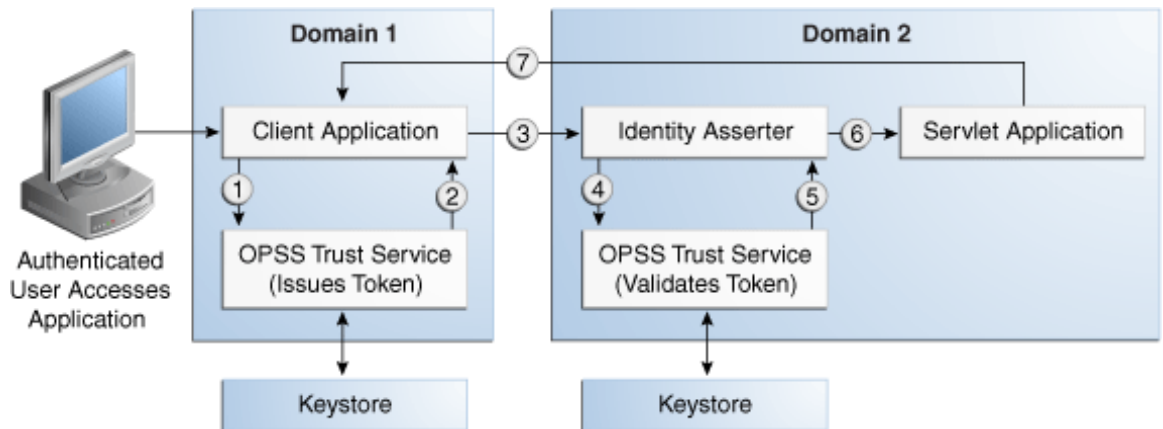 Domain 1
Domain 2
7
Client Application
3
Identity Asserter
6
Servlet Application
1
2
4
5
OPSS Trust Service
(Issues Token)
OPSS Trust Service
(Validates Token)
Authenticated
User Accesses
Application
Keystore
Keystore